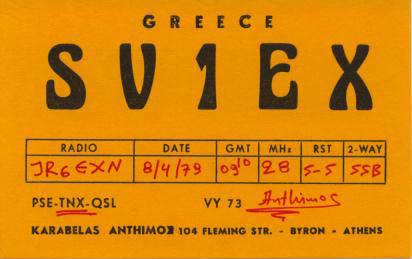 GREECE
SV1EX
RADIO DATE GMT MHz RST 2-WAY
JR6EXN 8/4/79 0910 28 5-5 SSB
PSE-TNX-QSL VY 73 Anthimos
KARABELAS ANTHIMOS 104 FLEMING STR. - BYRON - ATHENS